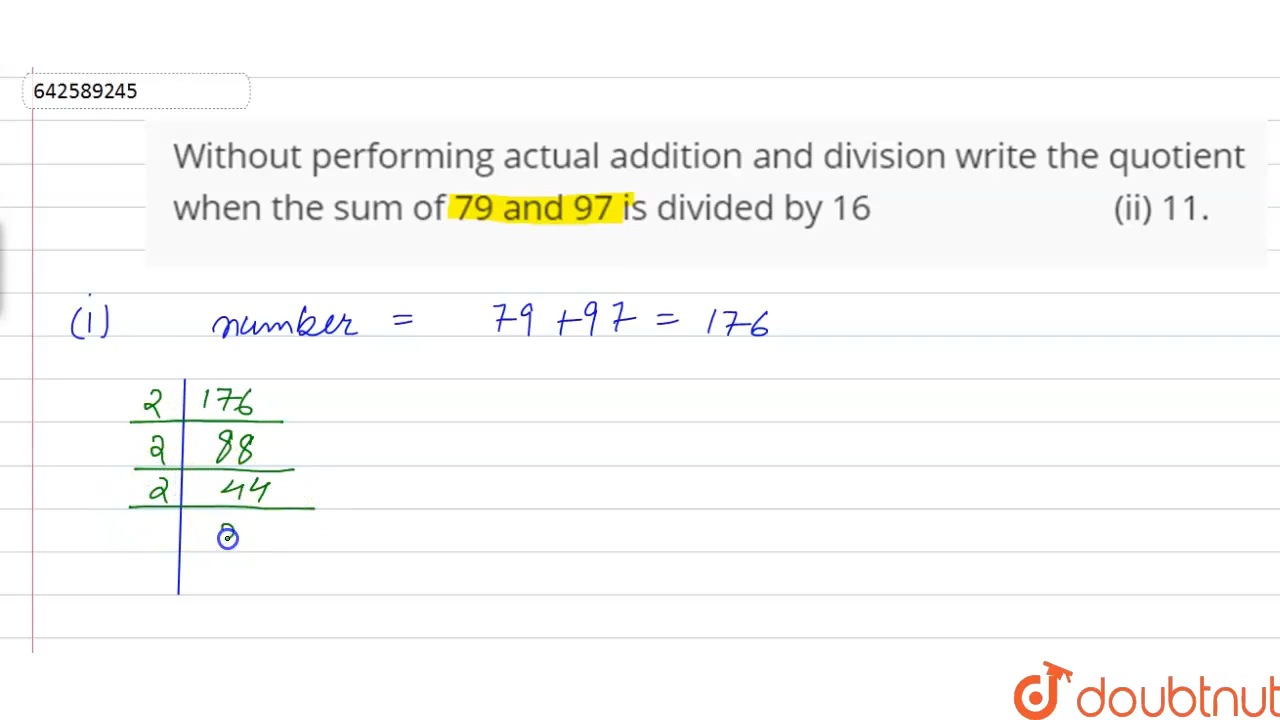 642589245
Without performing actual addition and division write the quotient
when the sum of 79 and 97 is divided by 16 (ii) 11.
(i) number = 79 + 97 = 176
2 176
2 88
2 44
doubtnut